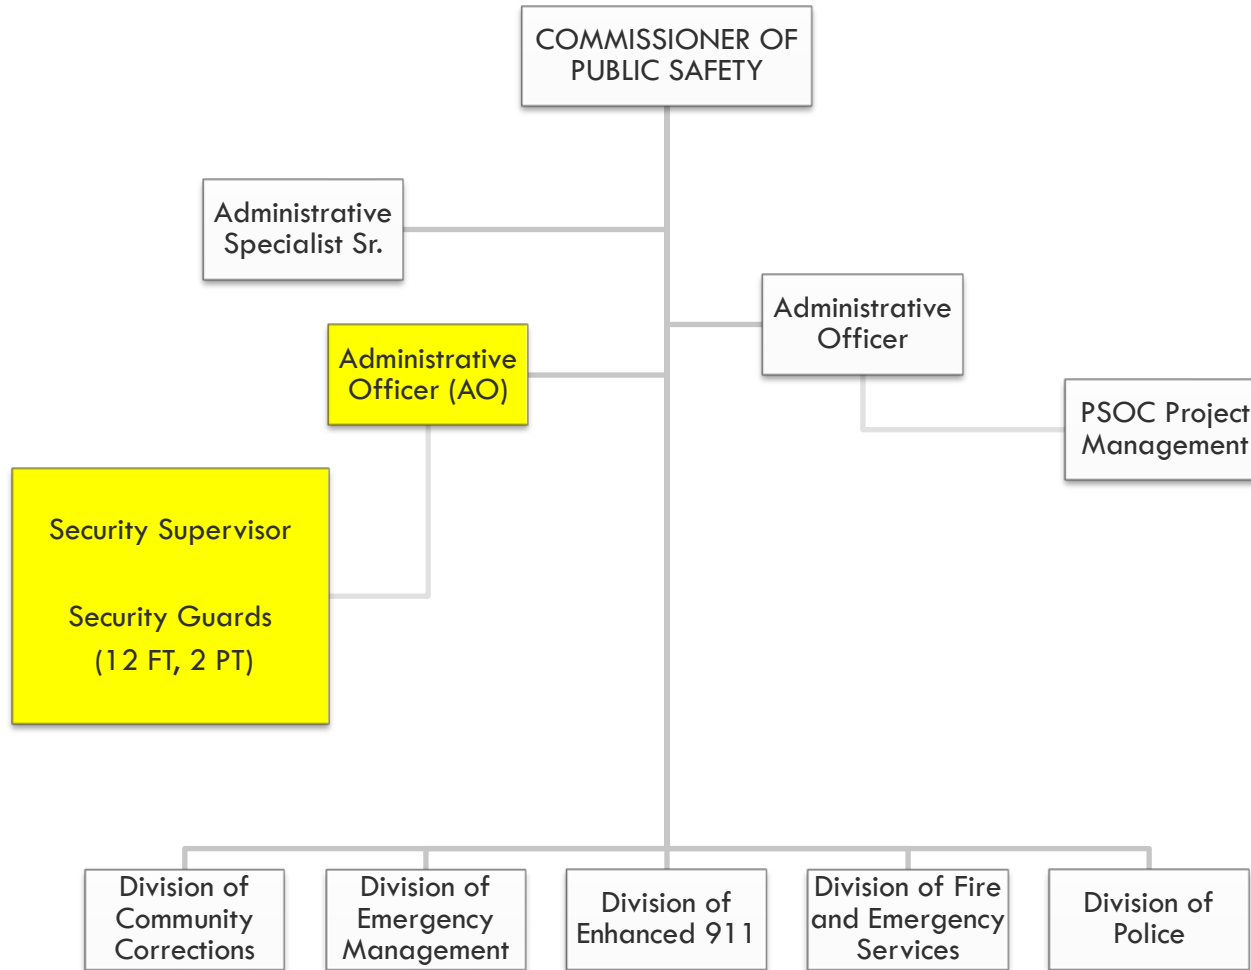 COMMISSIONER OF
PUBLIC SAFETY
Administrative
Specialist Sr.
Administrative
Officer
Administrative
Officer (AO)
PSOC Project
Management
Security Supervisor
Security Guards
(12 FT, 2 PT)
Division of
Community
Corrections
Division of
Emergency
Management
Division of
Enhanced 911
Division of Fire
and Emergency
Services
Division of
Police